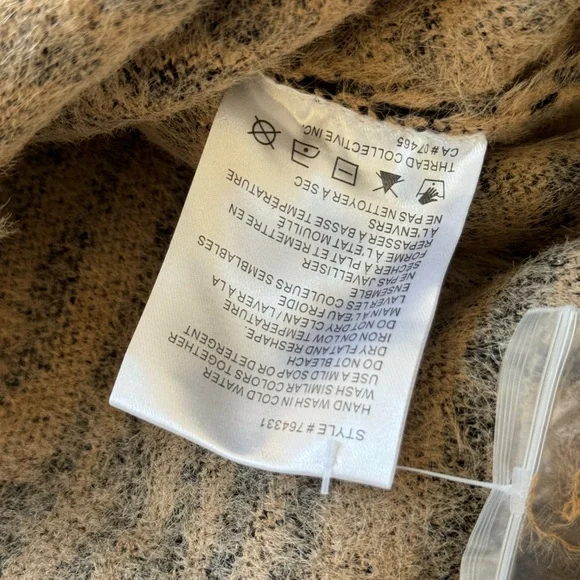 STYLE # 764331
HAND WASH IN COLD WATER
WASH SIMILAR COLORS TOGETHER
USE A MILD SOAP OR DETERGENT
DO NOT BLEACH
DRY FLAT AND RESHAPE.
IRON ON LOW TEMPERATURE
DO NOT DRY CLEAN / LAVER À LA
MAIN À L'EAU FROIDE
LAVER LES COULEURS SEMBLABLES
ENSEMBLE
NE PAS JAVELLISER
SÉCHER À PLAT ET REMETTRE EN
FORME À L'ÉTAT MOUILLÉ
REPASSER À BASSE TEMPÉRATURE
À L'ENVERS
NE PAS NETTOYER À SEC
THREAD COLLECTIVE INC.
CA # 07465